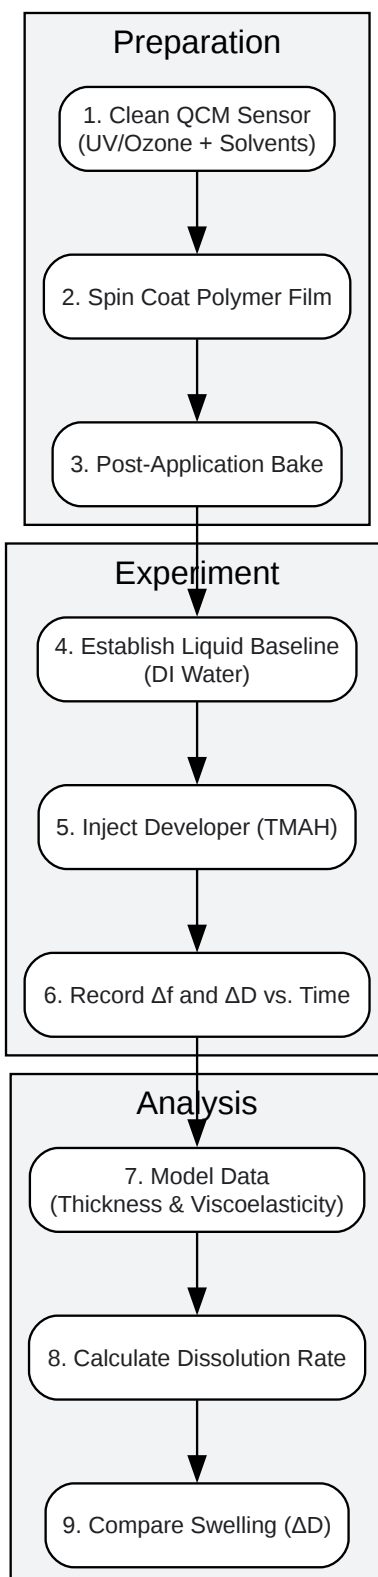 Preparation
1. Clean QCM Sensor
(UV/Ozone + Solvents)
2. Spin Coat Polymer Film
3. Post-Application Bake
Experiment
4. Establish Liquid Baseline
(DI Water)
5. Inject Developer (TMAH)
6. Record Δf and ΔD vs. Time
Analysis
7. Model Data
(Thickness & Viscoelasticity)
8. Calculate Dissolution Rate
9. Compare Swelling (ΔD)